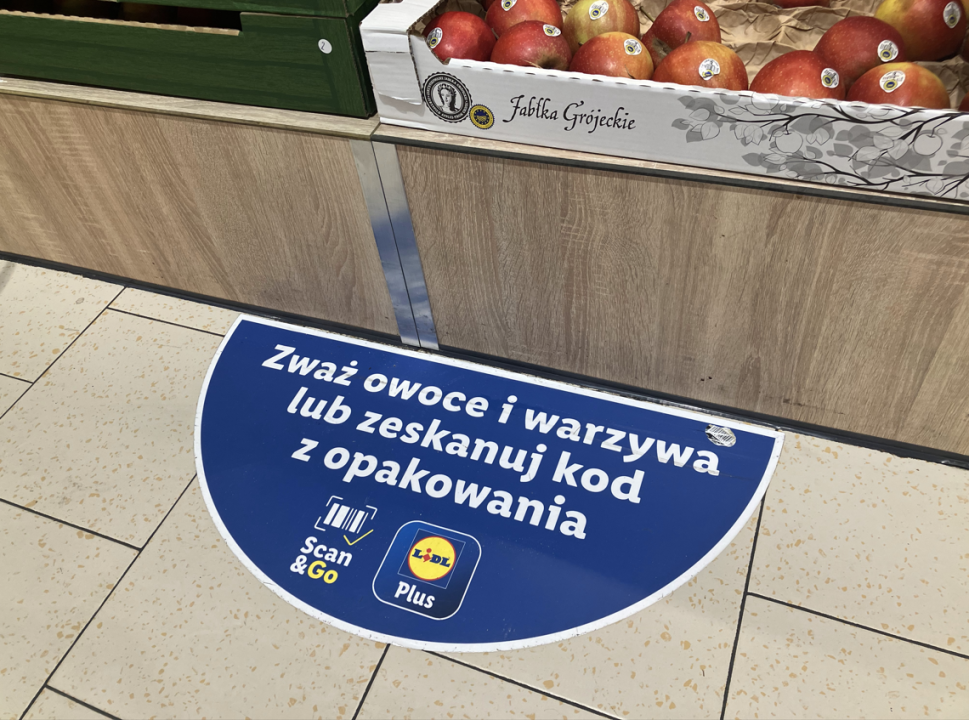 Jabłka Grójeckie
Zważ owoce i warzywa
lub zeskanuj kod
z opakowania
Scan
&Go
LiDL
Plus